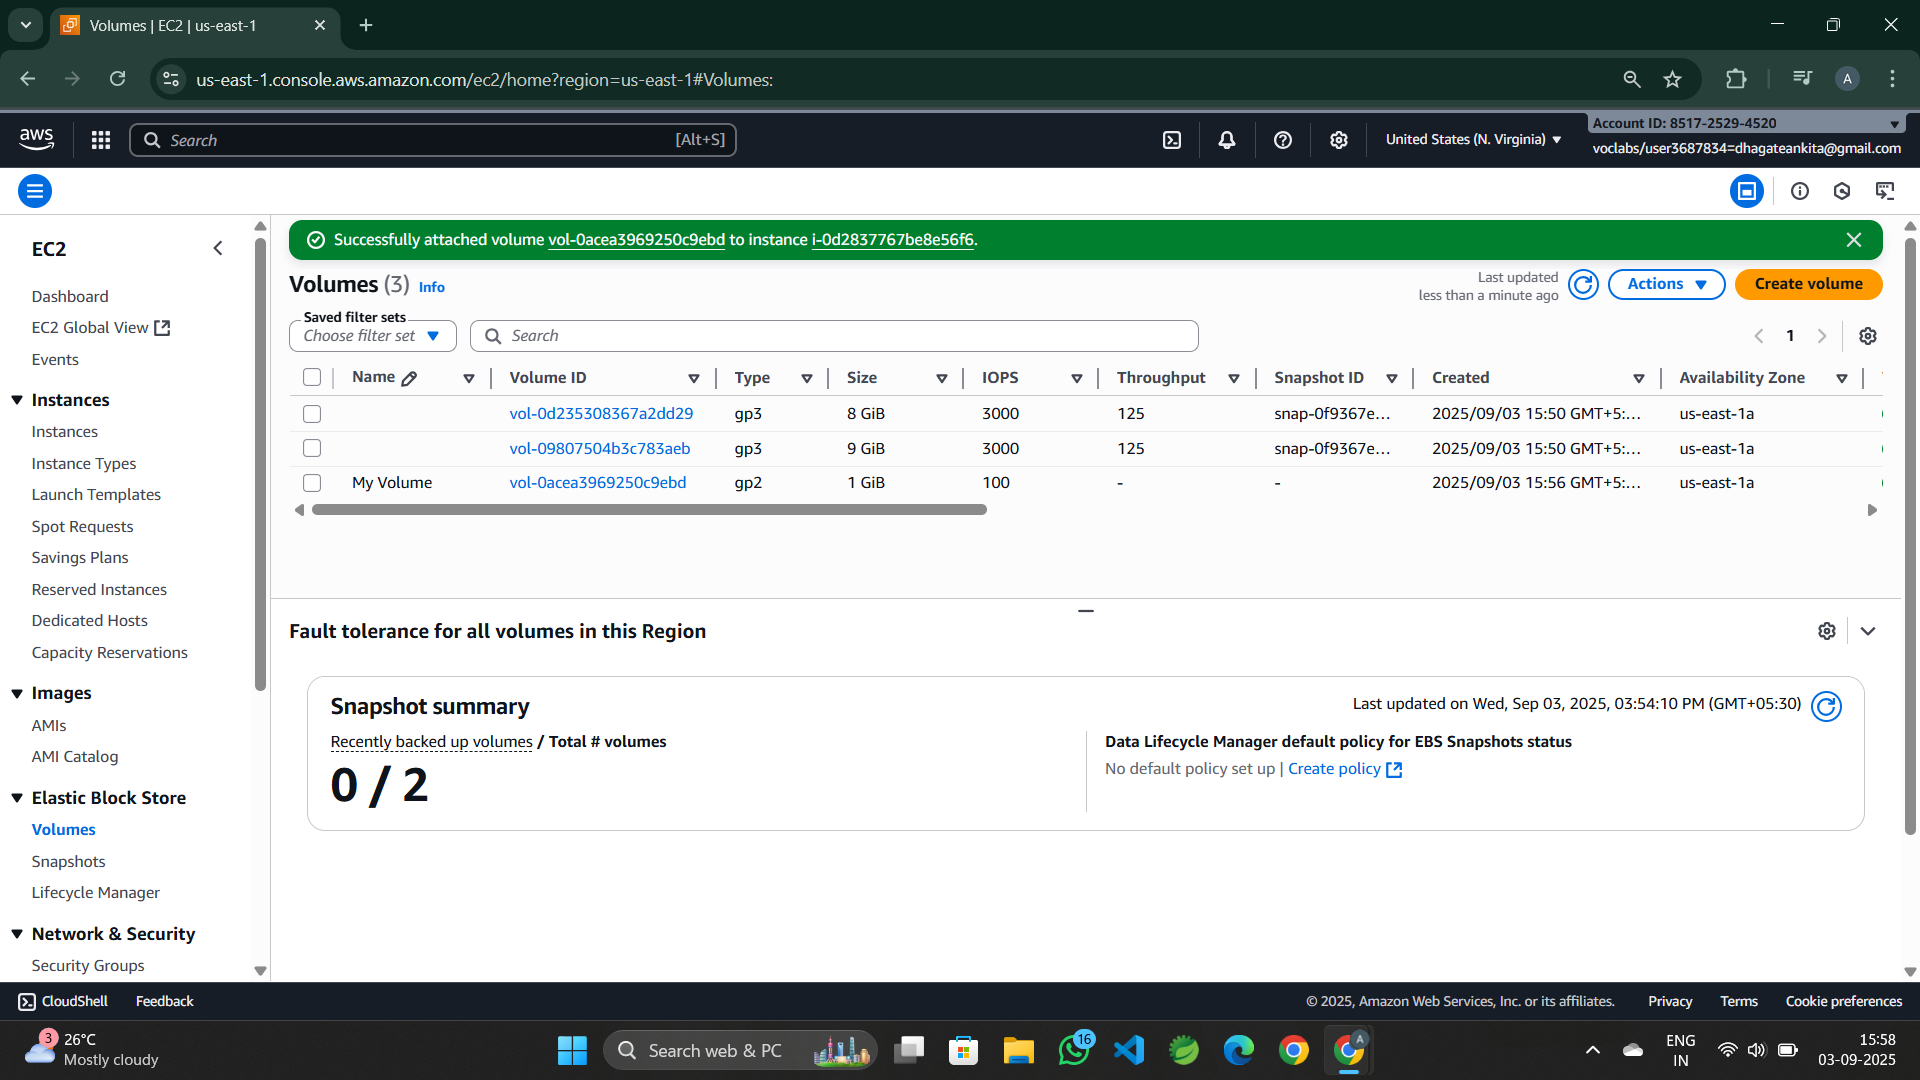 Volumes | EC2 | us-east-1
us-east-1.console.aws.amazon.com/ec2/home?region=us-east-1#Volumes:
A
aws
Search
[Alt+S]
United States (N. Virginia)
Account ID: 8517-2529-4520
voclabs/user3687834=dhagateankita@gmail.com
EC2
Dashboard
EC2 Global View
Events
Instances
Instances
Instance Types
Launch Templates
Spot Requests
Savings Plans
Reserved Instances
Dedicated Hosts
Capacity Reservations
Images
AMIs
AMI Catalog
Elastic Block Store
Volumes
Snapshots
Lifecycle Manager
Network & Security
Security Groups
Successfully attached volume vol-0acea3969250c9ebd to instance i-0d2837767be8e56f6.
Volumes (3) Info
Last updated
less than a minute ago
Actions
Create volume
Saved filter sets
Choose filter set
Search
1
Name Volume ID Type Size IOPS Throughput Snapshot ID Created Availability Zone
vol-0d235308367a2dd29 gp3 8 GiB 3000 125 snap-0f9367e... 2025/09/03 15:50 GMT+5:... us-east-1a
vol-09807504b3c783aeb gp3 9 GiB 3000 125 snap-0f9367e... 2025/09/03 15:50 GMT+5:... us-east-1a
My Volume vol-0acea3969250c9ebd gp2 1 GiB 100 - - 2025/09/03 15:56 GMT+5:... us-east-1a
Fault tolerance for all volumes in this Region
Snapshot summary
Last updated on Wed, Sep 03, 2025, 03:54:10 PM (GMT+05:30)
Recently backed up volumes / Total # volumes
0 / 2
Data Lifecycle Manager default policy for EBS Snapshots status
No default policy set up | Create policy
CloudShell
Feedback
© 2025, Amazon Web Services, Inc. or its affiliates.
Privacy
Terms
Cookie preferences
3
26°C
Mostly cloudy
Search web & PC
16
A
ENG
IN
15:58
03-09-2025